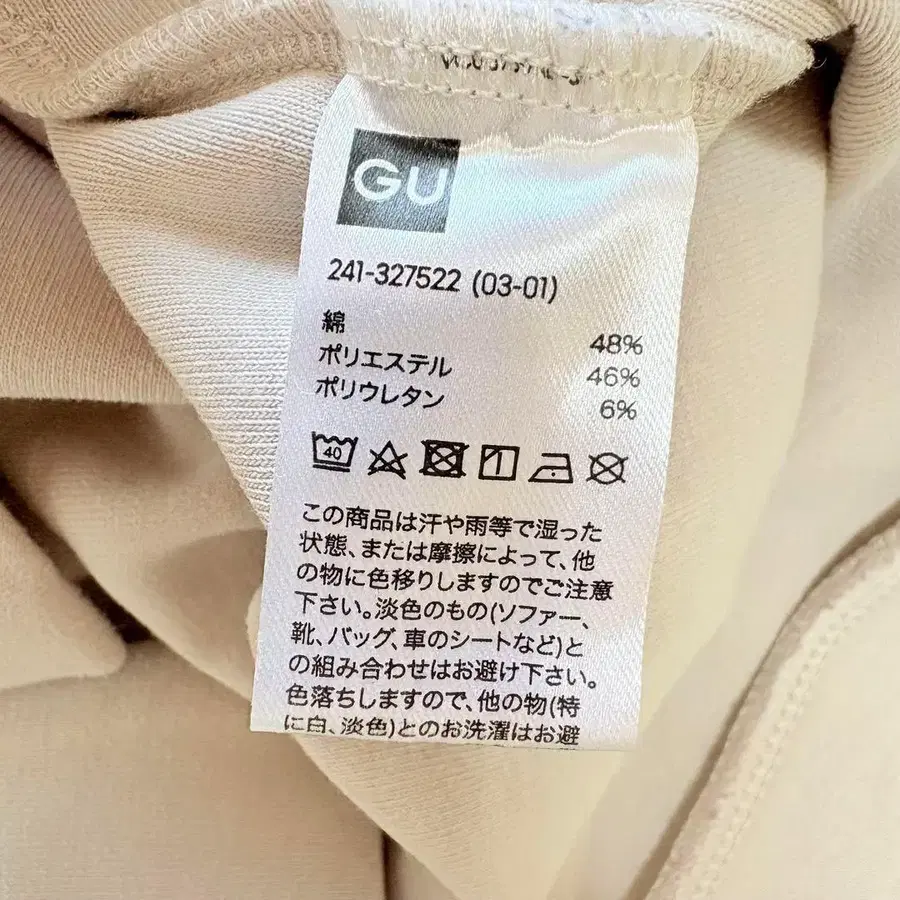 GU
241-327522 (03-01)
綿 48%
ポリエステル 46%
ポリウレタン 6%
40
この商品は汗や雨等で湿った
状態、または摩擦によって、他
の物に色移りしますのでご注意
下さい。淡色のもの(ソファー、
靴、バッグ、車のシートなど)と
の組み合わせはお避け下さい。
色落ちしますので、他の物(特
に白、淡色)とのお洗濯はお避